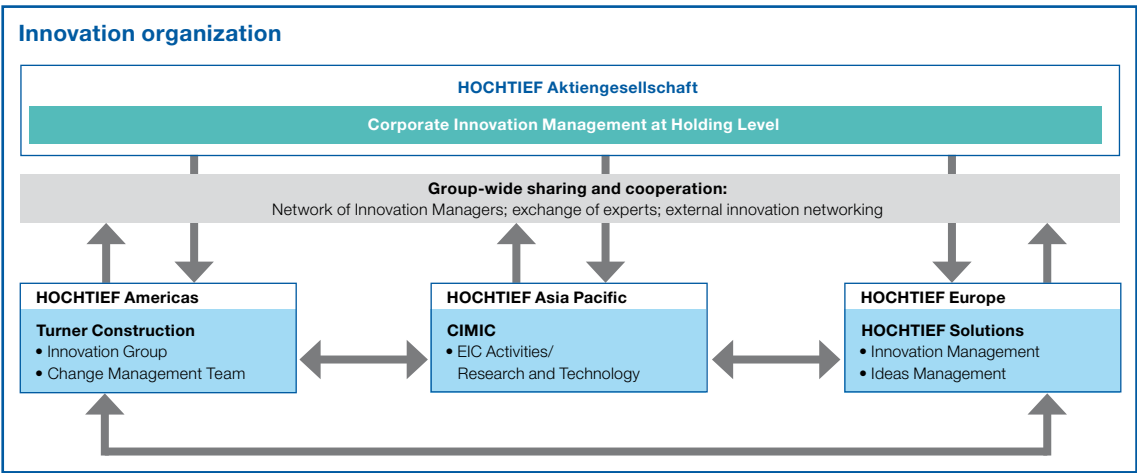 Innovation organization
HOCHTIEF Aktiengesellschaft
Corporate Innovation Management at Holding Level
Group-wide sharing and cooperation:
Network of Innovation Managers; exchange of experts; external innovation networking
HOCHTIEF Americas
Turner Construction
• Innovation Group
• Change Management Team
HOCHTIEF Asia Pacific
CIMIC
• EIC Activities/
Research and Technology
HOCHTIEF Europe
HOCHTIEF Solutions
• Innovation Management
• Ideas Management